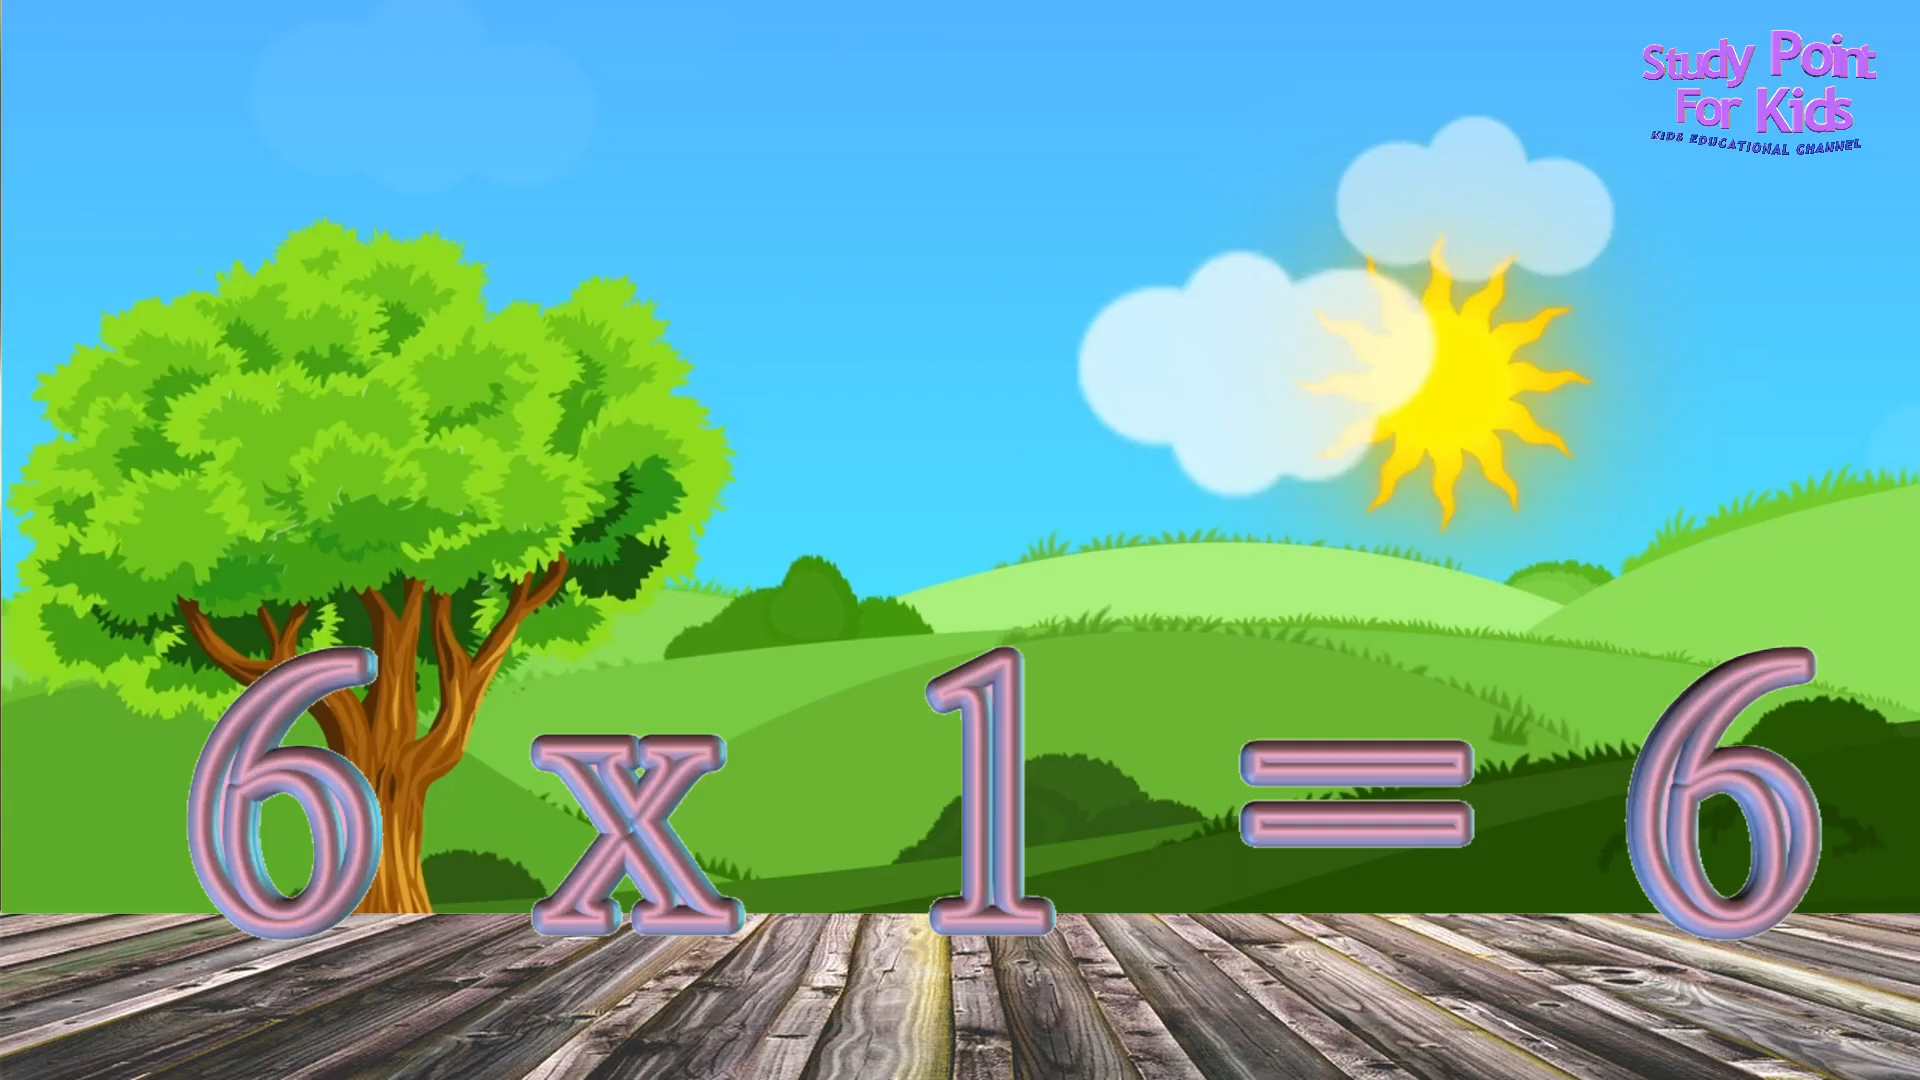 Study Point
For Kids
KIDS EDUCATIONAL CHANNEL
6 x 1 = 6